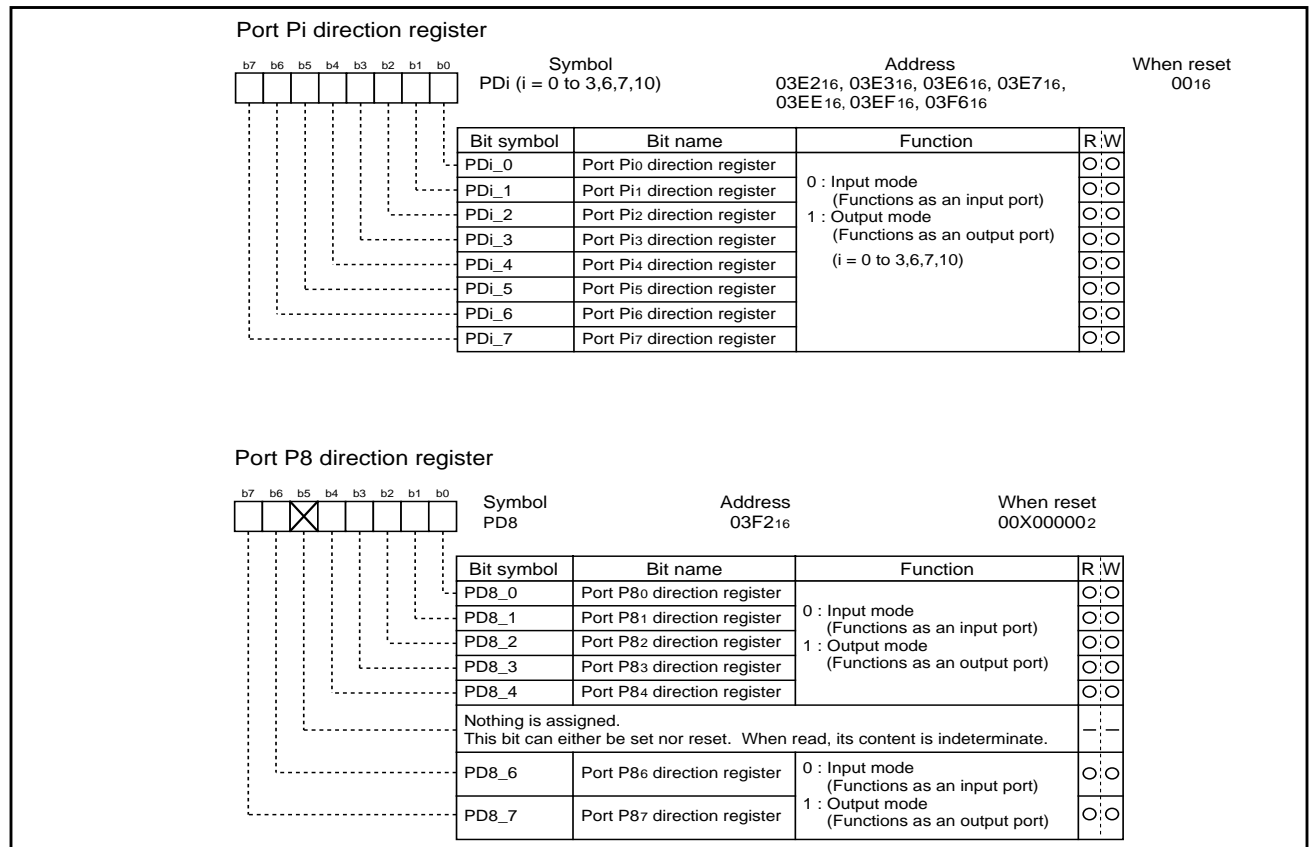 Port Pi direction register
b7 b6 b5 b4 b3 b2 b1 b0
Symbol Address When reset
PDi (i = 0 to 3,6,7,10) 03E216, 03E316, 03E616, 03E716, 0016
03EE16, 03EF16, 03F616
Bit symbol Bit name Function R W
PDi_0 Port Pi0 direction register
PDi_1 Port Pi1 direction register
PDi_2 Port Pi2 direction register
PDi_3 Port Pi3 direction register
PDi_4 Port Pi4 direction register
PDi_5 Port Pi5 direction register
PDi_6 Port Pi6 direction register
PDi_7 Port Pi7 direction register
0 : Input mode
(Functions as an input port)
1 : Output mode
(Functions as an output port)
(i = 0 to 3,6,7,10)
Port P8 direction register
b7 b6 b5 b4 b3 b2 b1 b0
Symbol Address When reset
PD8 03F216 00X000002
Bit symbol Bit name Function R W
PD8_0 Port P80 direction register
PD8_1 Port P81 direction register
PD8_2 Port P82 direction register
PD8_3 Port P83 direction register
PD8_4 Port P84 direction register
0 : Input mode
(Functions as an input port)
1 : Output mode
(Functions as an output port)
Nothing is assigned.
This bit can either be set nor reset. When read, its content is indeterminate.
PD8_6 Port P86 direction register
PD8_7 Port P87 direction register
0 : Input mode
(Functions as an input port)
1 : Output mode
(Functions as an output port)